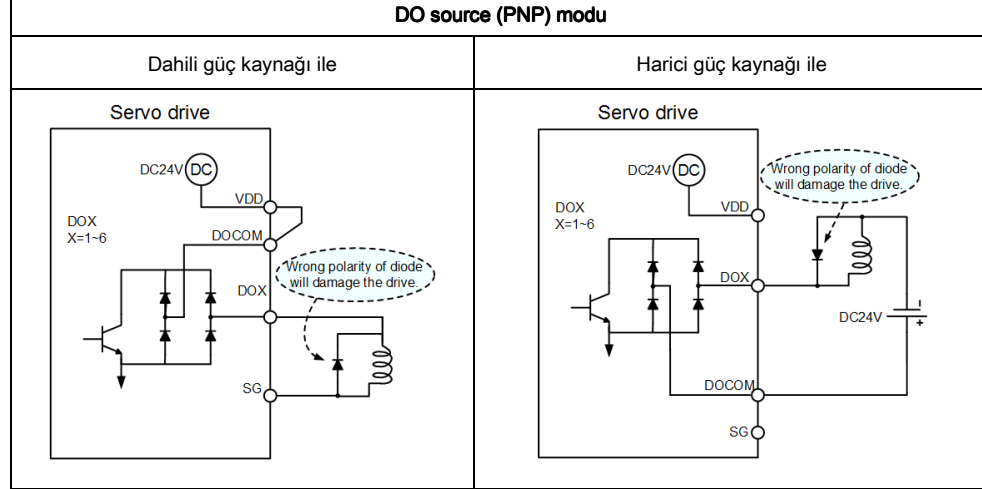 DO source (PNP) modu
Dahili güç kaynağı ile
Harici güç kaynağı ile
Servo drive
DC24V
DC
VDD
DOX
X=1~6
DOCOM
Wrong polarity of diode
will damage the drive.
DOX
SG
Servo drive
DC24V
DC
Wrong polarity of diode
will damage the drive.
VDD
DOX
X=1~6
DOX
DC24V
-
+
DOCOM
SG